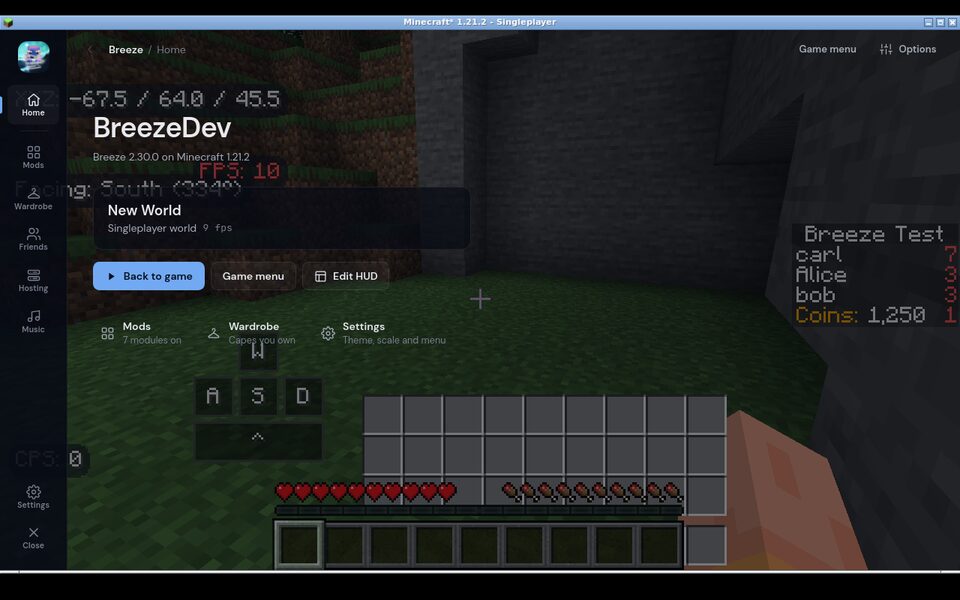 Minecraft* 1.21.2 - Singleplayer
Breeze / Home
Game menu
Options
XYZ: -67.5 / 64.0 / 45.5
Home
BreezeDev
Breeze 2.30.0 on Minecraft 1.21.2
FPS: 10
Mods
Facing: South (334°)
Wardrobe
New World
Singleplayer world 9 fps
Friends
Breeze Test
carl 7
Alice 3
bob 3
Coins: 1,250 1
Hosting
Back to game
Game menu
Edit HUD
Music
Mods
7 modules on
Wardrobe
Capes you own
Settings
Theme, scale and menu
W
A S D
^
CPS: 0
Settings
Close